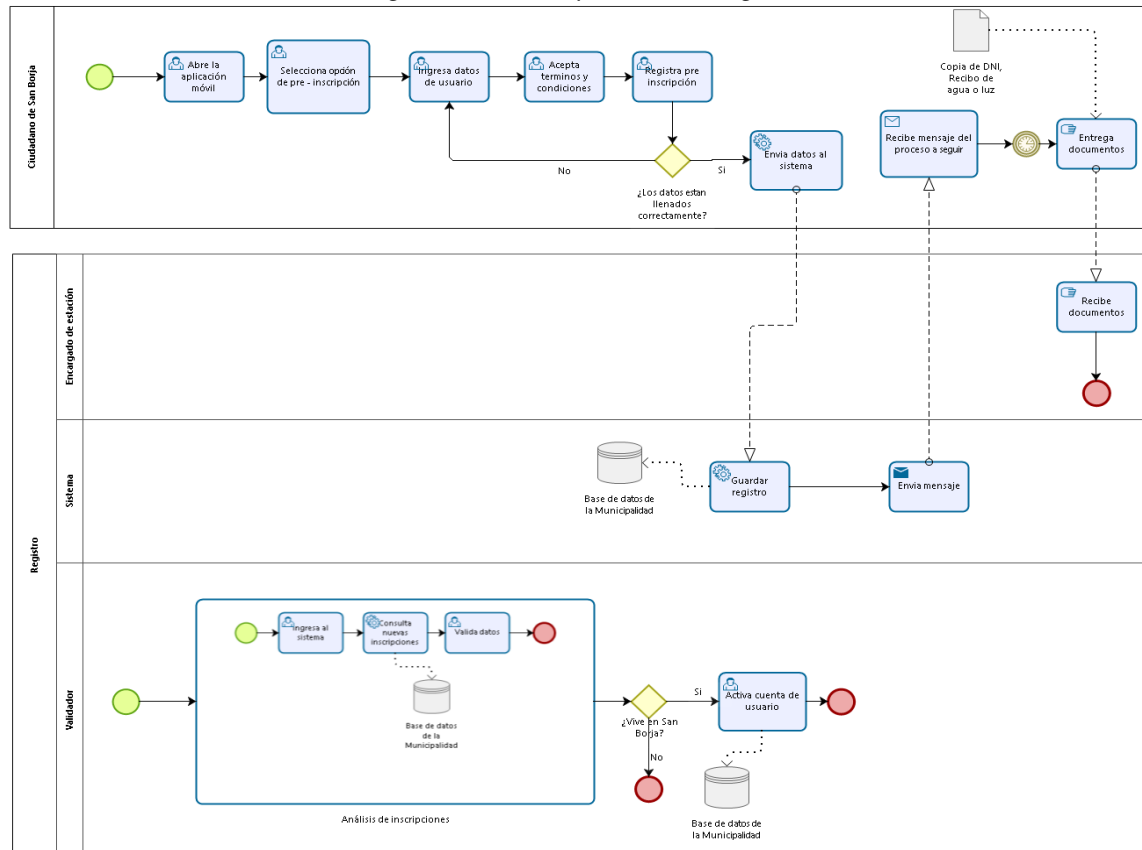 Ciudadano de San Borja
Abre la
aplicación
móvil
Selecciona opción
de pre - inscripción
Ingresa datos
de usuario
Acepta
terminos y
condiciones
Registra pre
inscripción
No
Si
¿Los datos estan
llenados
correctamente?
Envia datos al
sistema
Recibe mensaje del
proceso a seguir
Copia de DNI,
Recibo de
agua o luz
Entrega
documentos
Registro
Encargado de estación
Recibe
documentos
Sistema
Base de datos de
la Municipalidad
Guardar
registro
Envia mensaje
Validador
Ingresa al
sistema
Consulta
nuevas
inscripciones
Valida datos
Base de datos
de la
Municipalidad
Análisis de inscripciones
¿Vive en San
Borja?
Si
No
Activa cuenta de
usuario
Base de datos de
la Municipalidad